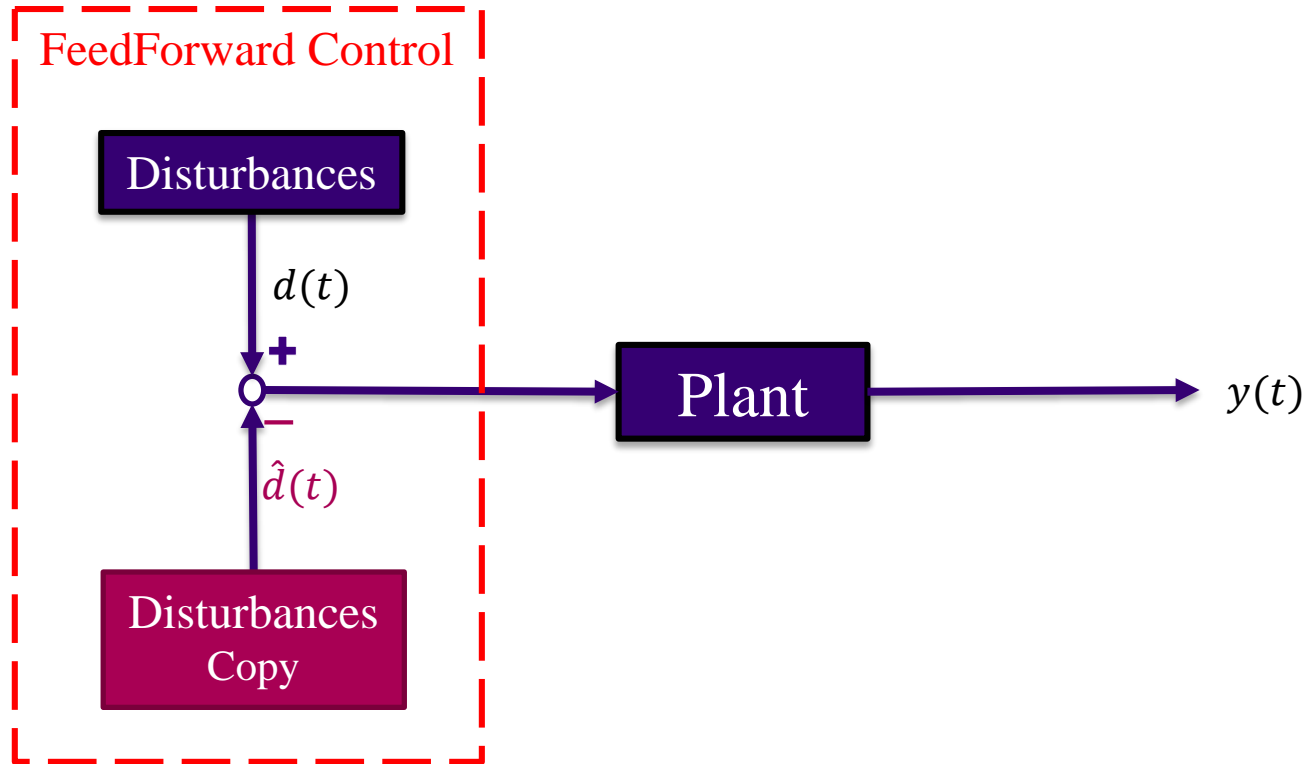 FeedForward Control
Disturbances
d(t)
+
Plant
y(t)
−
d̂(t)
Disturbances
Copy